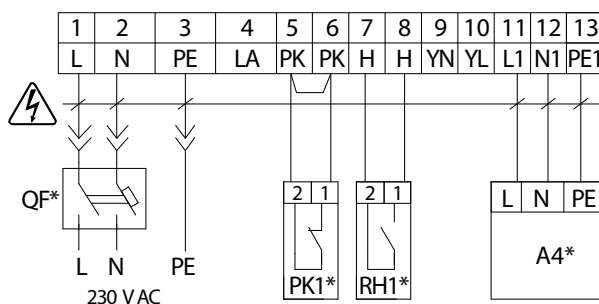 1 2 3 4 5 6 7 8 9 10 11 12 13
L N PE LA PK PK H H YN YL L1 N1 PE1
QF*
2 1
2 1
L N PE
PK1*
RH1*
A4*
L N PE
230 V AC